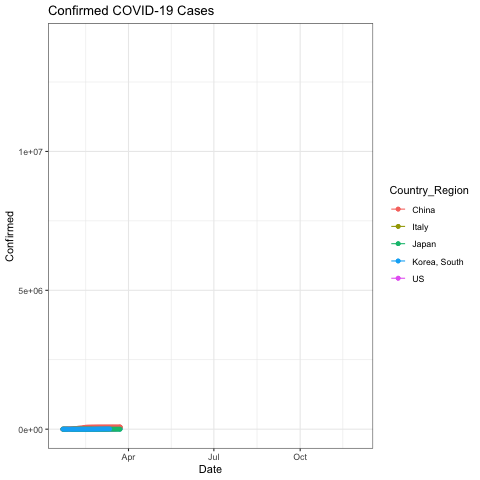 Confirmed COVID-19 Cases
Confirmed
1e+07
5e+06
0e+00
Apr
Jul
Oct
Date
Country_Region
China
Italy
Japan
Korea, South
US